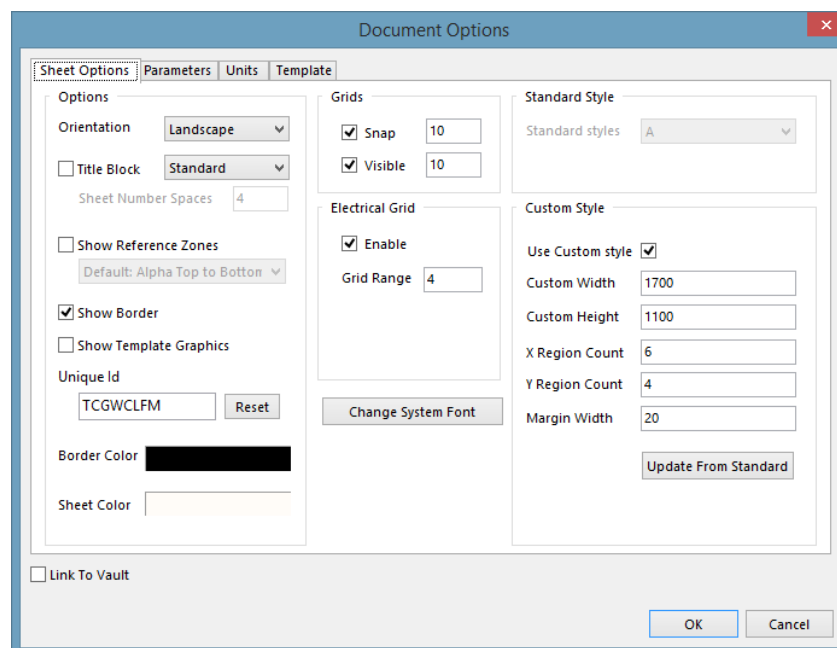 Document Options
Sheet Options
Parameters
Units
Template
Options
Orientation
Landscape
Title Block
Standard
Sheet Number Spaces
4
Show Reference Zones
Default: Alpha Top to Botton
Show Border
Show Template Graphics
Unique Id
TCGWCLFM
Reset
Border Color
Sheet Color
Grids
Snap
10
Visible
10
Electrical Grid
Enable
Grid Range
4
Change System Font
Standard Style
Standard styles
A
Custom Style
Use Custom style
Custom Width
1700
Custom Height
1100
X Region Count
6
Y Region Count
4
Margin Width
20
Update From Standard
Link To Vault
OK
Cancel